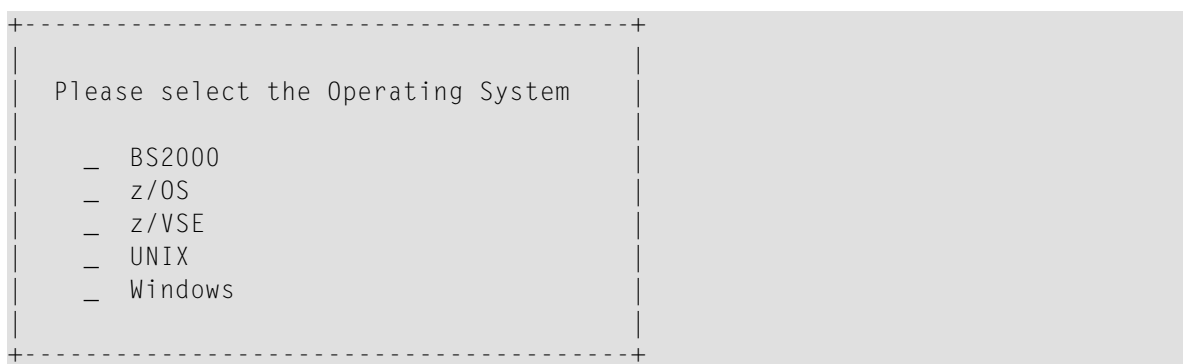 Please select the Operating System
_ BS2000
_ z/OS
_ z/VSE
_ UNIX
_ Windows